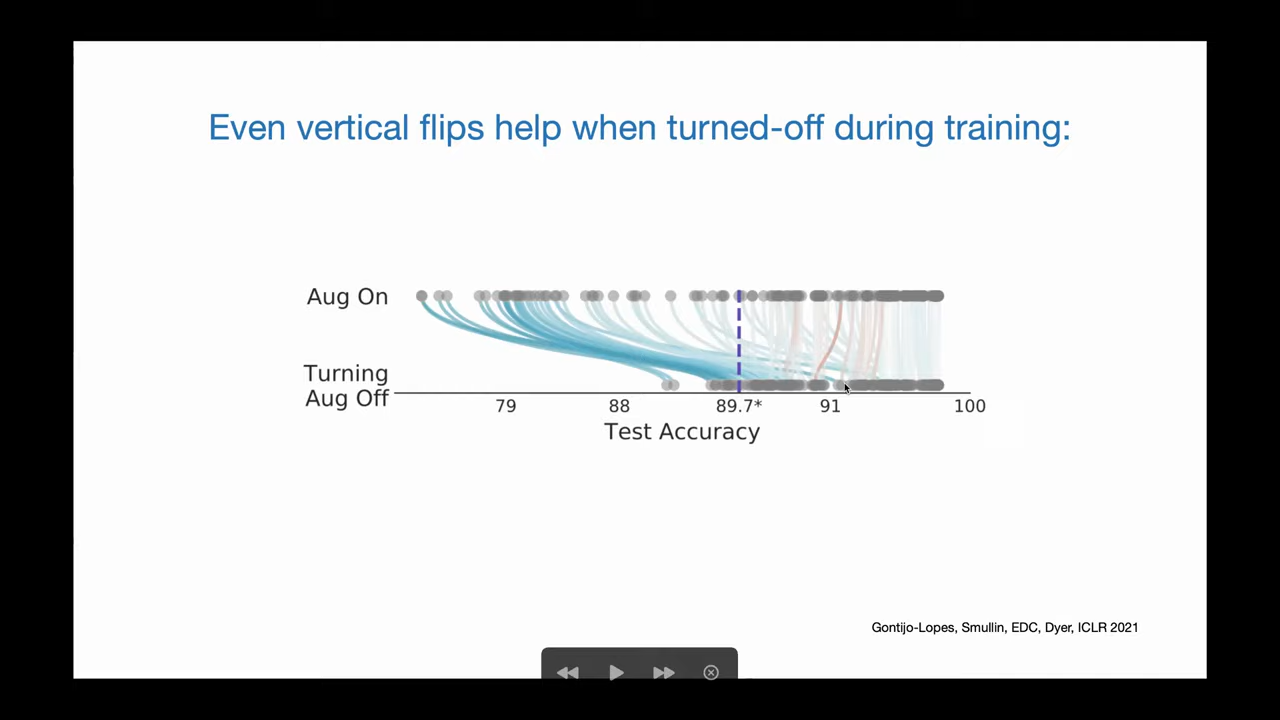 Even vertical flips help when turned-off during training:
Aug On
Turning
Aug Off
79 88 89.7* 91 100
Test Accuracy
Gontijo-Lopes, Smullin, EDC, Dyer, ICLR 2021